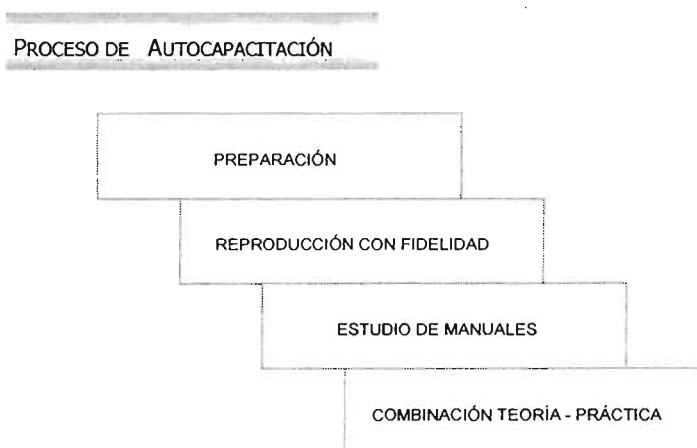 PROCESO DE AUTOCAPACITACIÓN
PREPARACIÓN
REPRODUCCIÓN CON FIDELIDAD
ESTUDIO DE MANUALES
COMBINACIÓN TEORÍA - PRÁCTICA